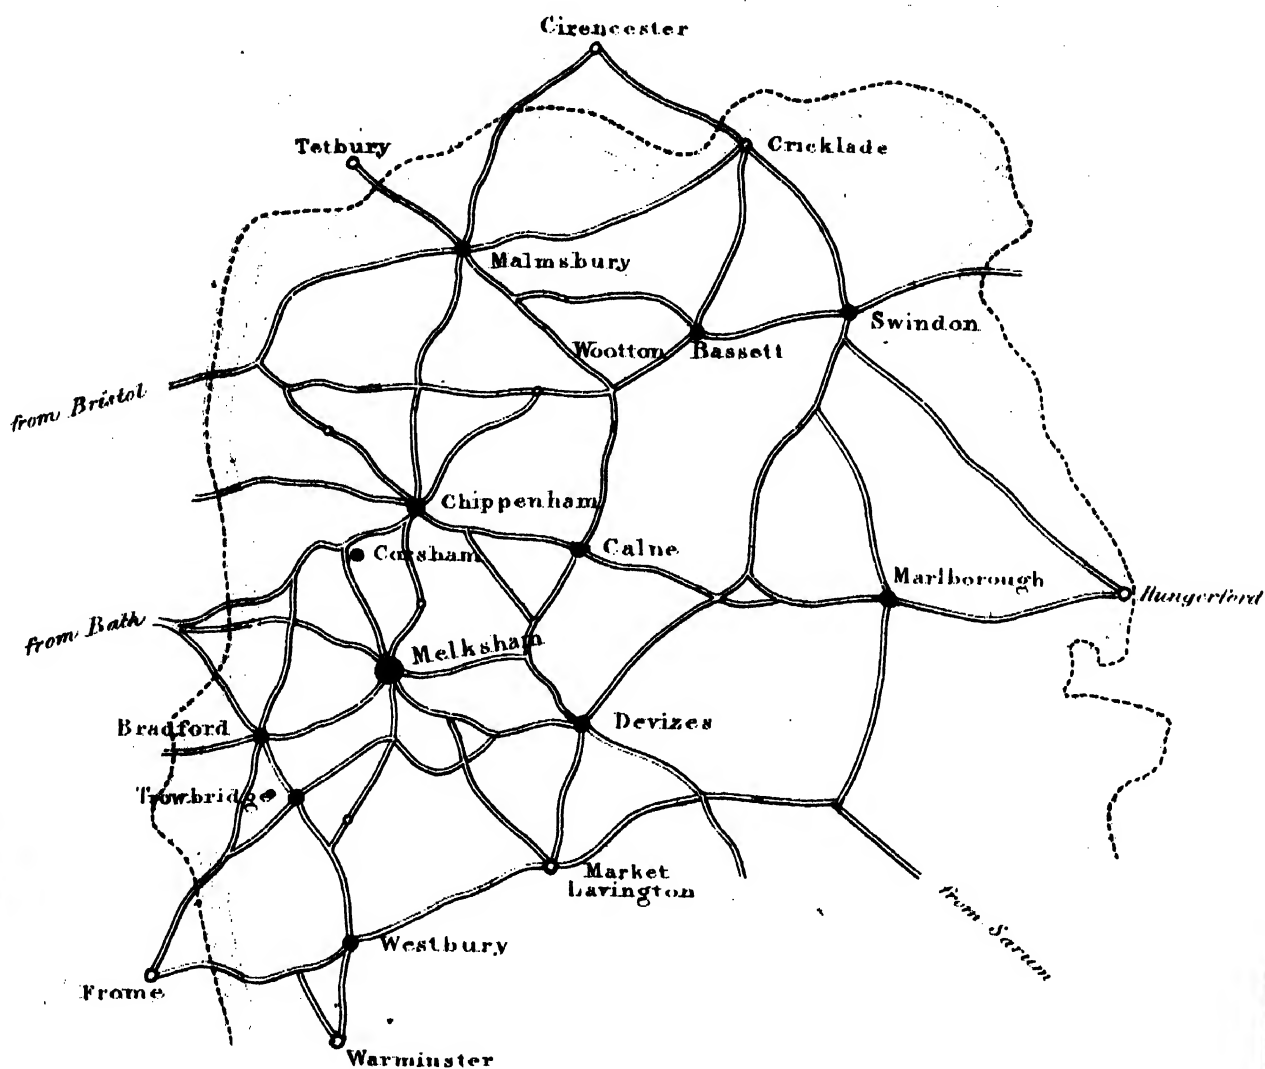 Cirencester
Tetbury
Cricklade
Malmsbury
Swindon
Wootton Bassett
from Bristol
Chippenham
Calne
Corsham
Marlborough
Hungerford
from Bath
Melksham
Bradford
Devizes
Trowbridge
Market
Lavington
from Sarum
Westbury
Frome
Warminster